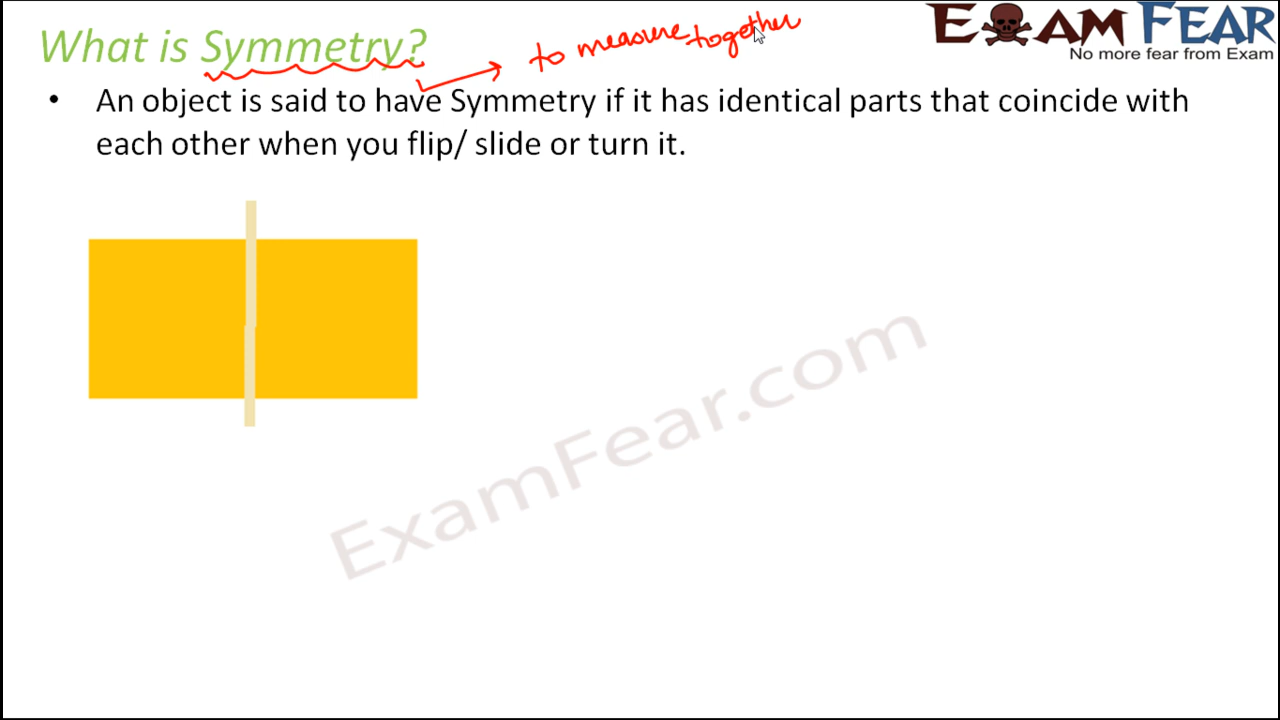 What is Symmetry?
to measure together
EXAM FEAR
No more fear from Exam
• An object is said to have Symmetry if it has identical parts that coincide with
each other when you flip/ slide or turn it.
ExamFear.com